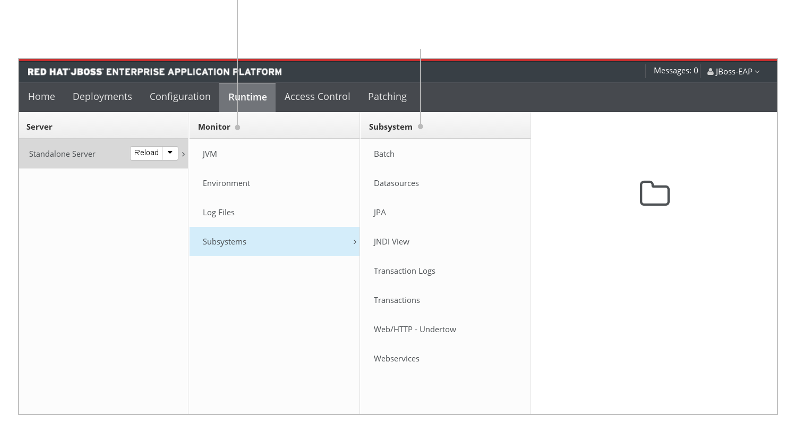 RED HAT® JBOSS® ENTERPRISE APPLICATION PLATFORM
Messages: 0
JBoss-EAP
Home Deployments Configuration Runtime Access Control Patching
Server
Standalone Server
Reload
Monitor
JVM
Environment
Log Files
Subsystems
Subsystem
Batch
Datasources
JPA
JNDI View
Transaction Logs
Transactions
Web/HTTP - Undertow
Webservices